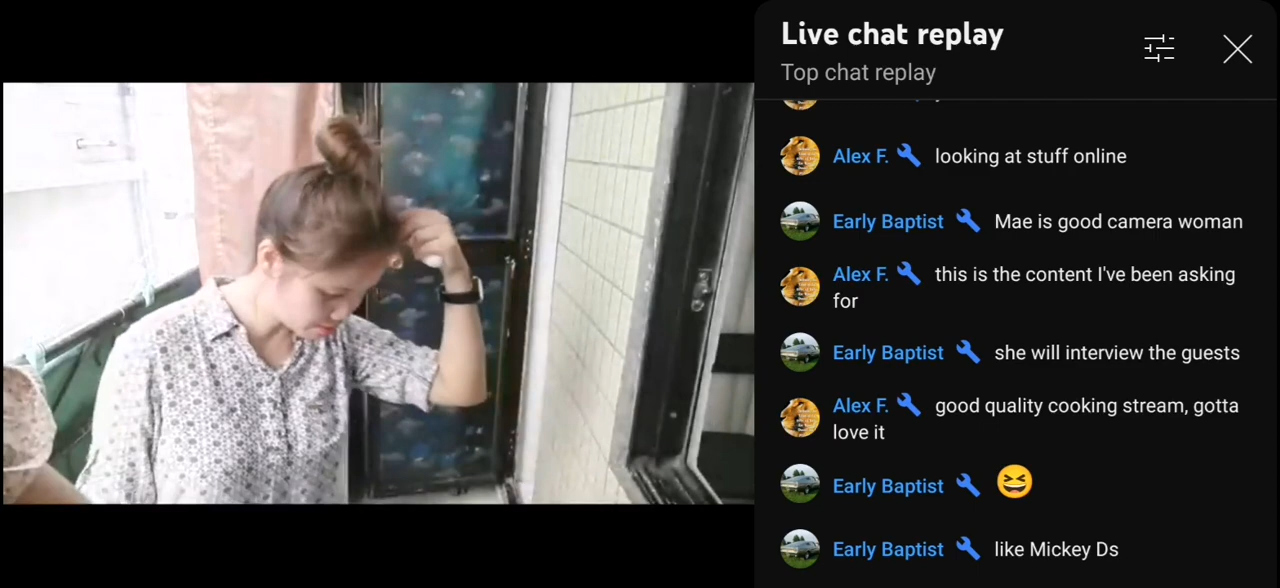 Live chat replay
Top chat replay
Alex F. looking at stuff online
Early Baptist Mae is good camera woman
Alex F. this is the content I've been asking
for
Early Baptist she will interview the guests
Alex F. good quality cooking stream, gotta
love it
Early Baptist 😆
Early Baptist like Mickey Ds